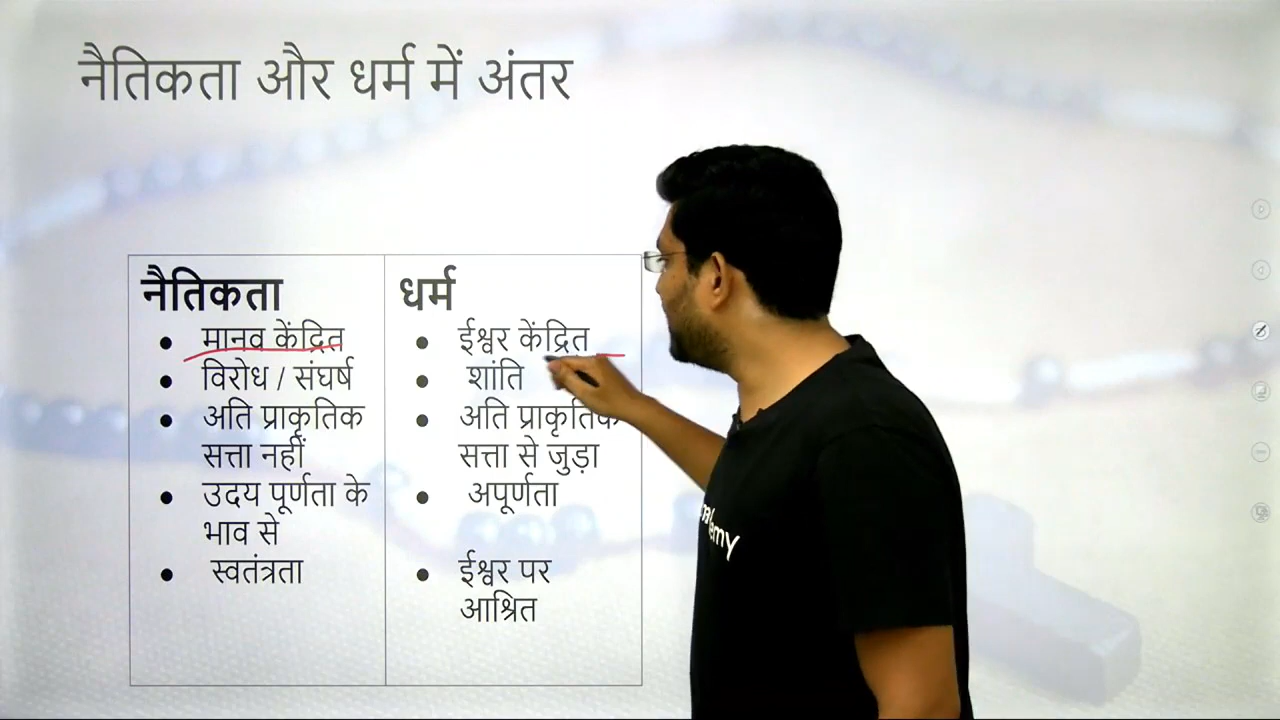 नैतिकता और धर्म में अंतर
नैतिकता
मानव केंद्रित
विरोध / संघर्ष
अति प्राकृतिक
सत्ता नहीं
उदय पूर्णता के
भाव से
स्वतंत्रता
धर्म
ईश्वर केंद्रित
शांति
अति प्राकृतिक
सत्ता से जुड़ा
अपूर्णता
ईश्वर पर
आश्रित